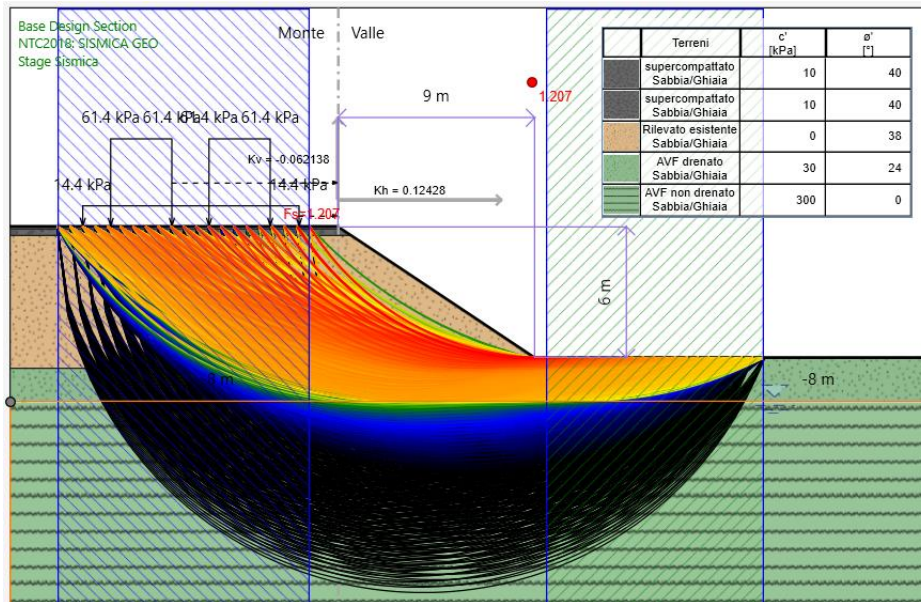 Base Design Section
NTC2018: SISMICA GEO
Stage Sismica
Monte
Valle
Terreni c' [kPa] ø' [°]
supercompattato Sabbia/Ghiaia 10 40
supercompattato Sabbia/Ghiaia 10 40
Rilevato esistente Sabbia/Ghiaia 0 38
AVF drenato Sabbia/Ghiaia 30 24
AVF non drenato Sabbia/Ghiaia 300 0
9 m
1.207
61.4 kPa 61.4 kPa 61.4 kPa 61.4 kPa
Kv = -0.062138
14.4 kPa
14.4 kPa
Kh = 0.12428
Fs=1.207
6 m
-8 m